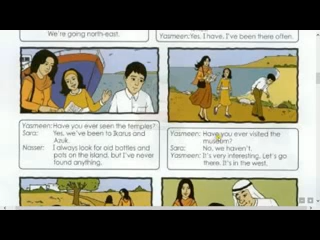 We're going north-east.
Yasmeen: Yes, I have. I've been there often.
Yasmeen: Have you ever seen the temples?
Sara: Yes, we've been to Ikarus and
Azuk.
Nasser: I always look for old bottles and
pots on the island, but I've never
found anything.
Yasmeen: Have you ever visited the
museum?
Sara: No, we haven't.
Yasmeen: It's very interesting. Let's go
there. It's in the west.